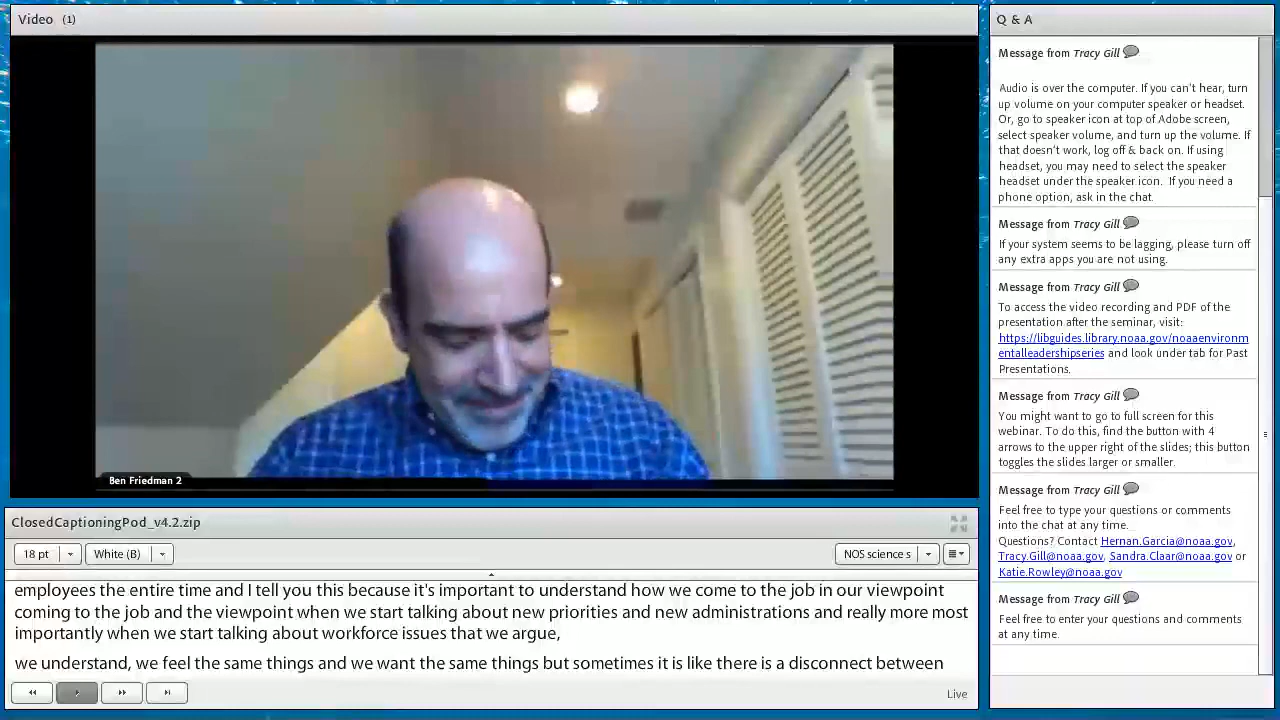 Video (1)
Ben Friedman 2
ClosedCaptioningPod_v4.2.zip
18 pt
White (B)
NOS science s
employees the entire time and I tell you this because it's important to understand how we come to the job in our viewpoint
coming to the job and the viewpoint when we start talking about new priorities and new administrations and really more most
importantly when we start talking about workforce issues that we argue,
we understand, we feel the same things and we want the same things but sometimes it is like there is a disconnect between
Live
Q & A
Message from Tracy Gill
Audio is over the computer. If you can't hear, turn
up volume on your computer speaker or headset.
Or, go to speaker icon at top of Adobe screen,
select speaker volume, and turn up the volume. If
that doesn't work, log off & back on. If using
headset, you may need to select the speaker
headset under the speaker icon. If you need a
phone option, ask in the chat.
Message from Tracy Gill
If your system seems to be lagging, please turn off
any extra apps you are not using.
Message from Tracy Gill
To access the video recording and PDF of the
presentation after the seminar, visit:
https://libguides.library.noaa.gov/noaaenvironm
entalleadershipseries and look under tab for Past
Presentations.
Message from Tracy Gill
You might want to go to full screen for this
webinar. To do this, find the button with 4
arrows to the upper right of the slides; this button
toggles the slides larger or smaller.
Message from Tracy Gill
Feel free to type your questions or comments
into the chat at any time.
Questions? Contact Hernan.Garcia@noaa.gov,
Tracy.Gill@noaa.gov, Sandra.Claar@noaa.gov or
Katie.Rowley@noaa.gov
Message from Tracy Gill
Feel free to enter your questions and comments
at any time.